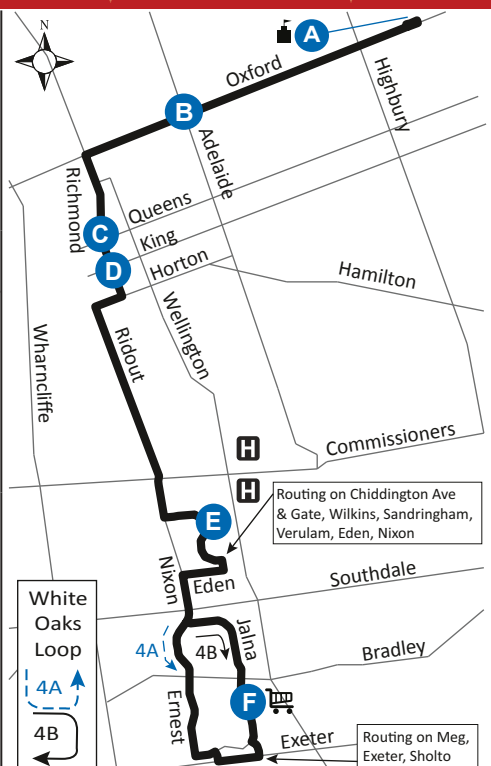 N
A
Oxford
Highbury
B
Adelaide
Richmond
Queens
C
King
D
Horton
Hamilton
Wellington
Ridout
Wharncliffe
H
Commissioners
H
Routing on Chiddington Ave
& Gate, Wilkins, Sandringham,
Verulam, Eden, Nixon
E
Nixon
Eden
Southdale
White
Oaks
Loop
4A
4B
4A
4B
Jalna
Bradley
F
Ernest
Exeter
Routing on Meg,
Exeter, Sholto